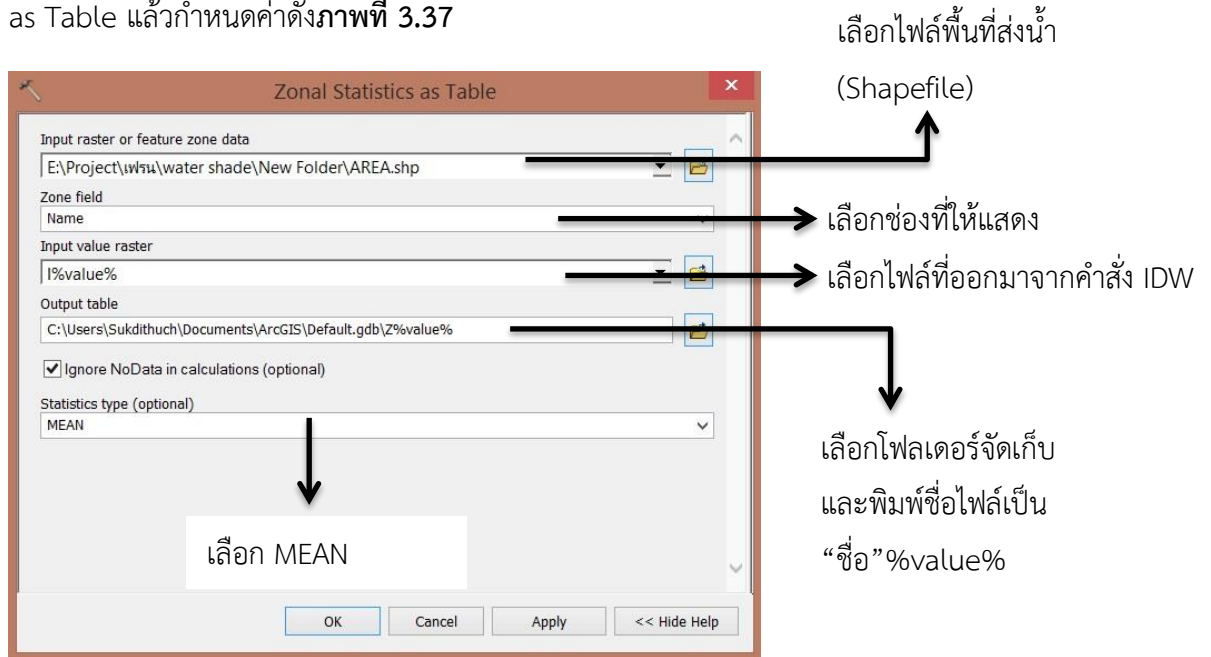 as Table แล้วกำหนดค่าดังภาพที่ 3.37
เลือกไฟล์พื้นที่ส่งน้ำ
(Shapefile)
Zonal Statistics as Table
Input raster or feature zone data
E:\Project\เฟรน\water shade\New Folder\AREA.shp
Zone field
Name
เลือกช่องที่ให้แสดง
Input value raster
I%value%
เลือกไฟล์ที่ออกมาจากคำสั่ง IDW
Output table
C:\Users\Sukdithuch\Documents\ArcGIS\Default.gdb\Z%value%
Ignore NoData in calculations (optional)
Statistics type (optional)
MEAN
เลือกโฟลเดอร์จัดเก็บ
และพิมพ์ชื่อไฟล์เป็น
“ชื่อ”%value%
เลือก MEAN
OK Cancel Apply << Hide Help